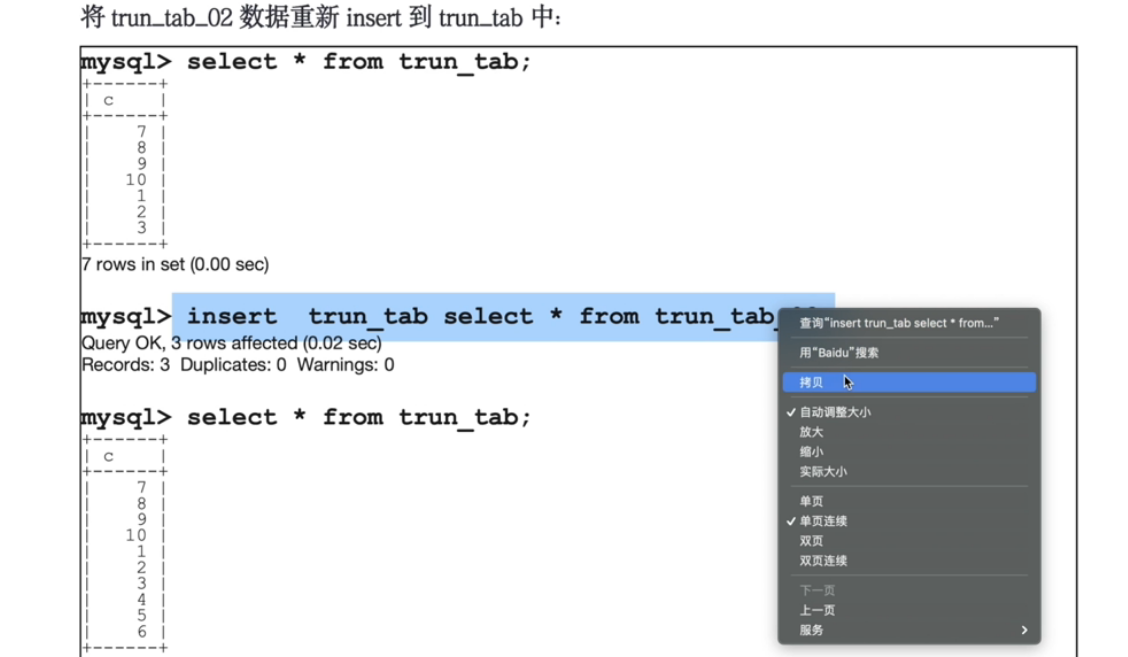 将 trun_tab_02 数据重新 insert 到 trun_tab 中:
mysql> select * from trun_tab;
+------+
| c    |
+------+
|    7 |
|    8 |
|    9 |
|   10 |
|    1 |
|    2 |
|    3 |
+------+
7 rows in set (0.00 sec)
mysql> insert  trun_tab select * from trun_tab
Query OK, 3 rows affected (0.02 sec)
Records: 3  Duplicates: 0  Warnings: 0
mysql> select * from trun_tab;
+------+
| c    |
+------+
|    7 |
|    8 |
|    9 |
|   10 |
|    1 |
|    2 |
|    3 |
|    4 |
|    5 |
|    6 |
+------+
查询“insert trun_tab select * from...”
用“Baidu”搜索
拷贝
✓ 自动调整大小
放大
缩小
实际大小
单页
✓ 单页连续
双页
双页连续
下一页
上一页
服务 >